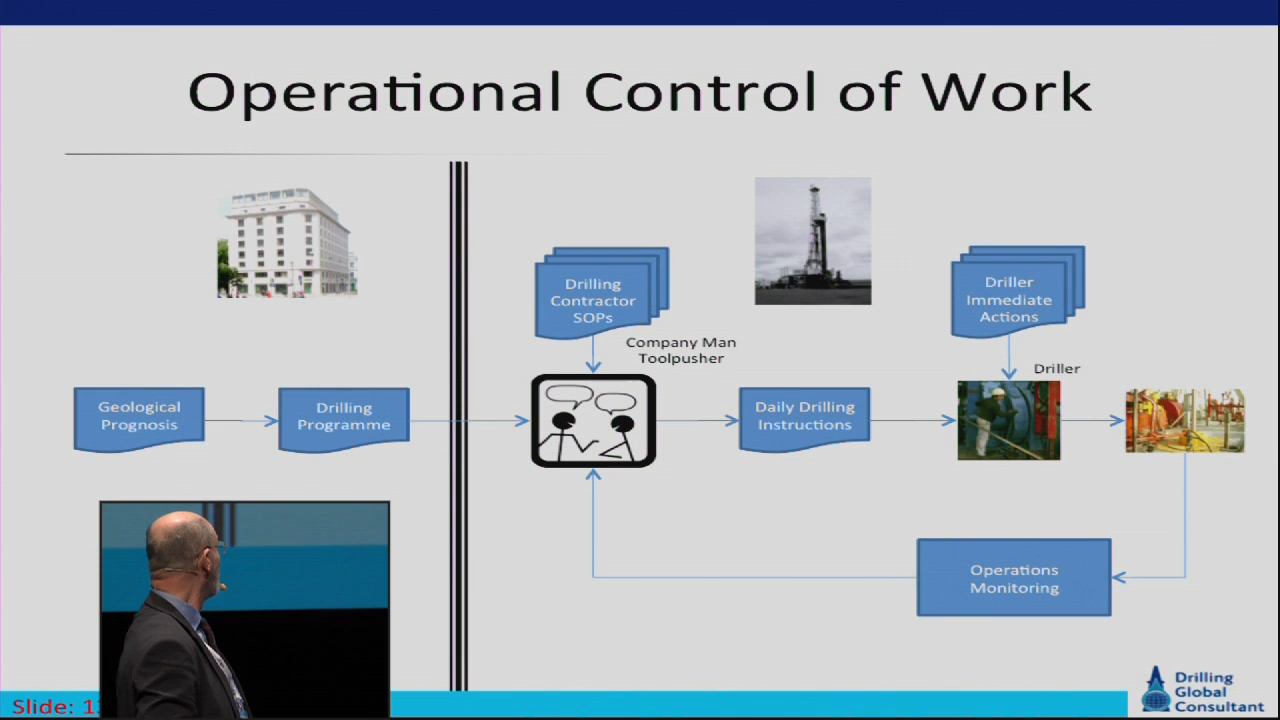 Operational Control of Work
Drilling
Contractor
SOPs
Driller
Immediate
Actions
Company Man
Toolpusher
Driller
Geological
Prognosis
Drilling
Programme
Daily Drilling
Instructions
Operations
Monitoring
Slide:
Drilling
Global
Consultant